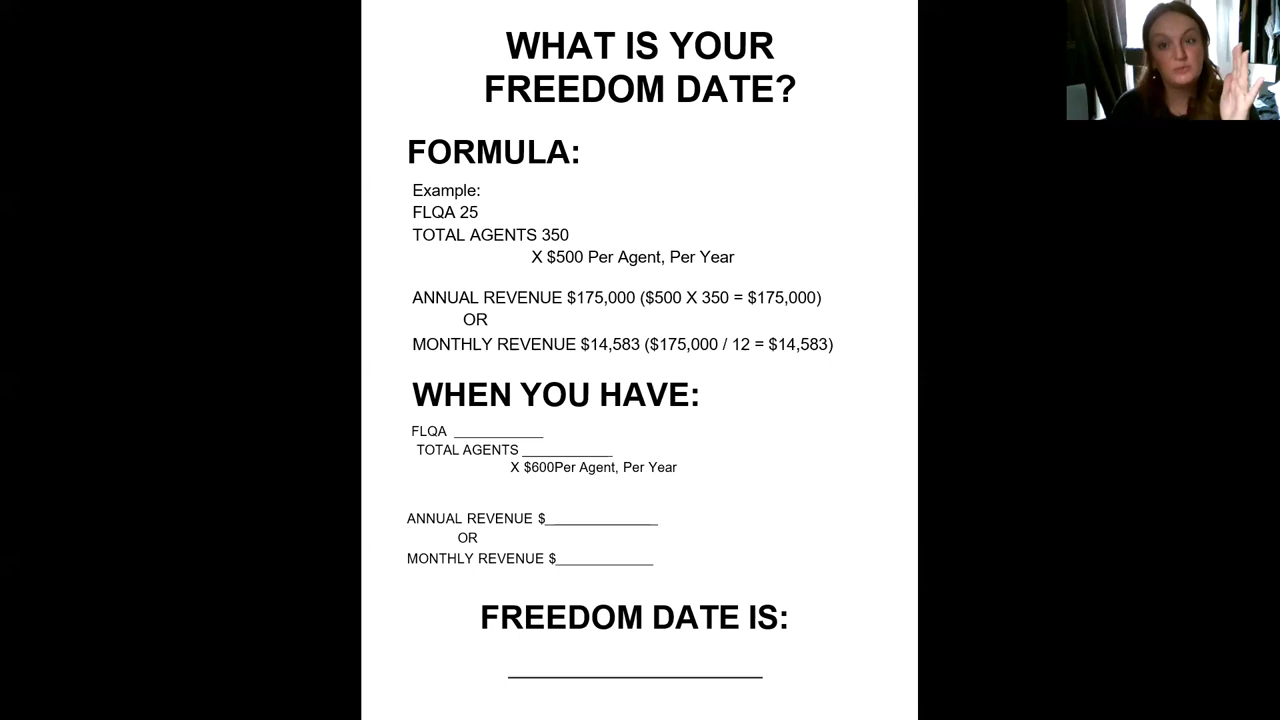 WHAT IS YOUR
FREEDOM DATE?
FORMULA:
Example:
FLQA 25
TOTAL AGENTS 350
X $500 Per Agent, Per Year
ANNUAL REVENUE $175,000 ($500 X 350 = $175,000)
OR
MONTHLY REVENUE $14,583 ($175,000 / 12 = $14,583)
WHEN YOU HAVE:
FLQA ___________
TOTAL AGENTS ___________
X $600Per Agent, Per Year
ANNUAL REVENUE $______________
OR
MONTHLY REVENUE $____________
FREEDOM DATE IS:
_______________